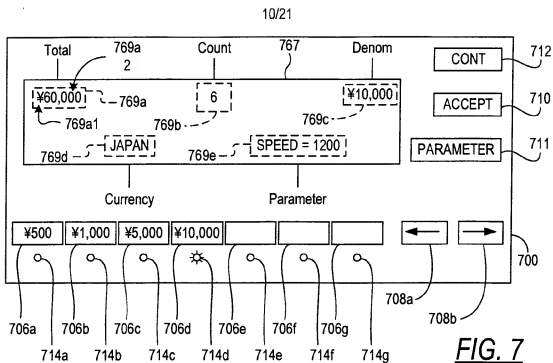 10/21
Total 769a 2 Count 767 Denom CONT 712
¥60,000 769a 6 ¥10,000 ACCEPT 710
769a1 769b 769c
769d JAPAN 769e SPEED = 1200 PARAMETER 711
Currency Parameter
¥500 ¥1,000 ¥5,000 ¥10,000 ← → 700
706a 706b 706c 706d 706e 706f 706g 708a 708b
714a 714b 714c 714d 714e 714f 714g
FIG. 7